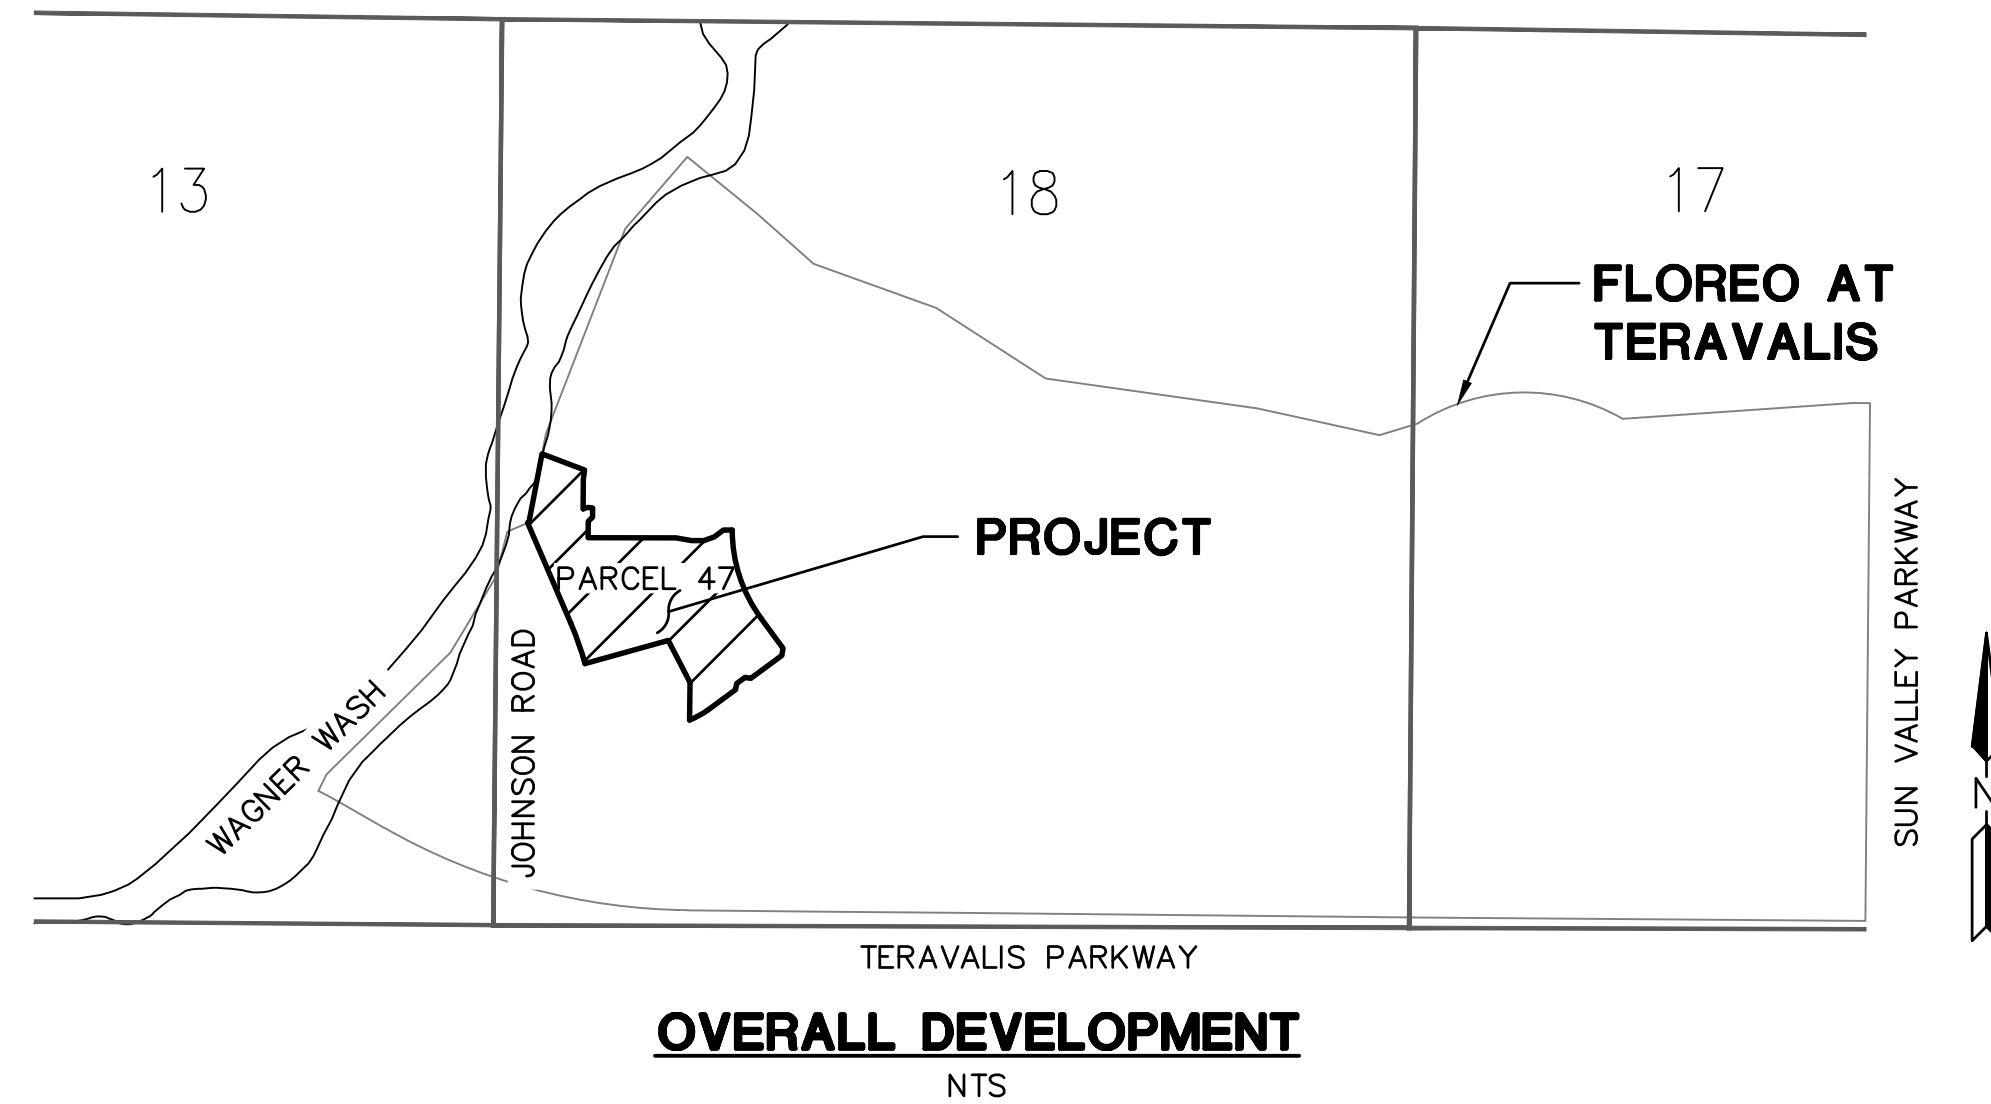 13
18
17
FLOREO AT
TERAVALIS
PROJECT
PARCEL 47
JOHNSON ROAD
WAGNER WASH
SUN VALLEY PARKWAY
N
TERAVALIS PARKWAY
OVERALL DEVELOPMENT
NTS